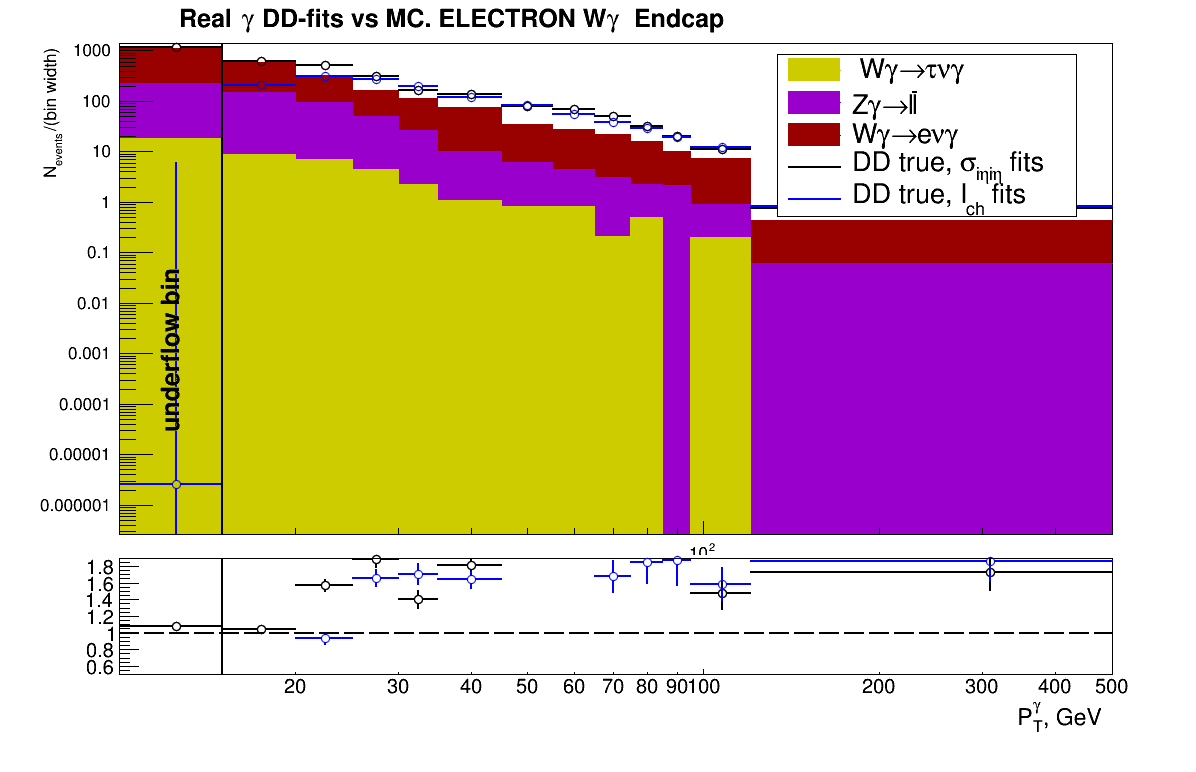 Real γ DD-fits vs MC. ELECTRON Wγ Endcap
N_events/(bin width)
1000
100
10
1
0.1
0.01
0.001
0.0001
0.00001
0.000001
underflow bin
Wγ→τνγ
Zγ→l̄l̄
Wγ→eνγ
DD true, σ_iηiη fits
DD true, I_ch fits
10²
1.8
1.6
1.4
1.2
1
0.8
0.6
20 30 40 50 60 70 80 90 100 200 300 400 500
P_T^γ, GeV